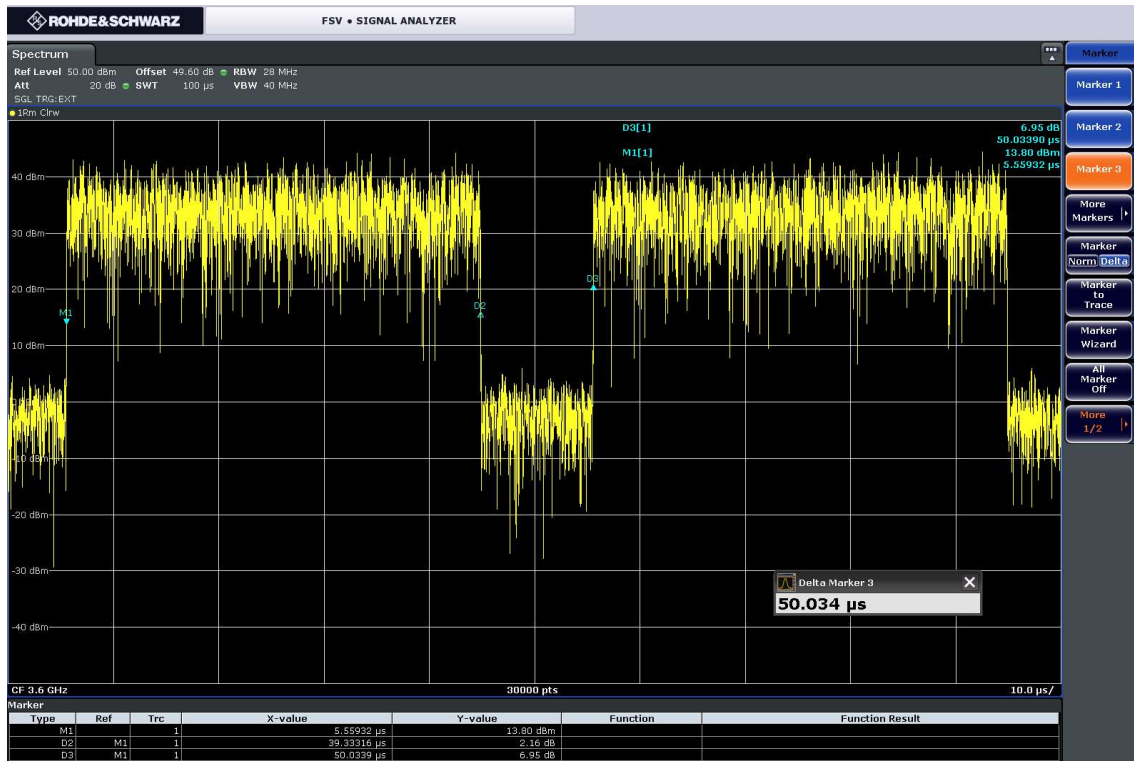 ROHDE&SCHWARZ FSV • SIGNAL ANALYZER
Spectrum
Ref Level 50.00 dBm Offset 49.60 dB RBW 28 MHz
Att 20 dB SWT 100 µs VBW 40 MHz
SGL TRG:EXT
1Rm Clrw
D3[1] 6.95 dB
50.03390 µs
M1[1] 13.80 dBm
5.55932 µs
40 dBm
30 dBm
20 dBm
10 dBm
-10 dBm
-20 dBm
-30 dBm
-40 dBm
M1
D2
D3
Delta Marker 3
50.034 µs
CF 3.6 GHz 30000 pts 10.0 µs/
Marker
Type Ref Trc X-value Y-value Function Function Result
M1 1 5.55932 µs 13.80 dBm
D2 M1 1 39.33316 µs 2.16 dB
D3 M1 1 50.0339 µs 6.95 dB
Marker
Marker 1
Marker 2
Marker 3
More
Markers
Marker
Norm Delta
Marker
to
Trace
Marker
Wizard
All
Marker
Off
More
1/2